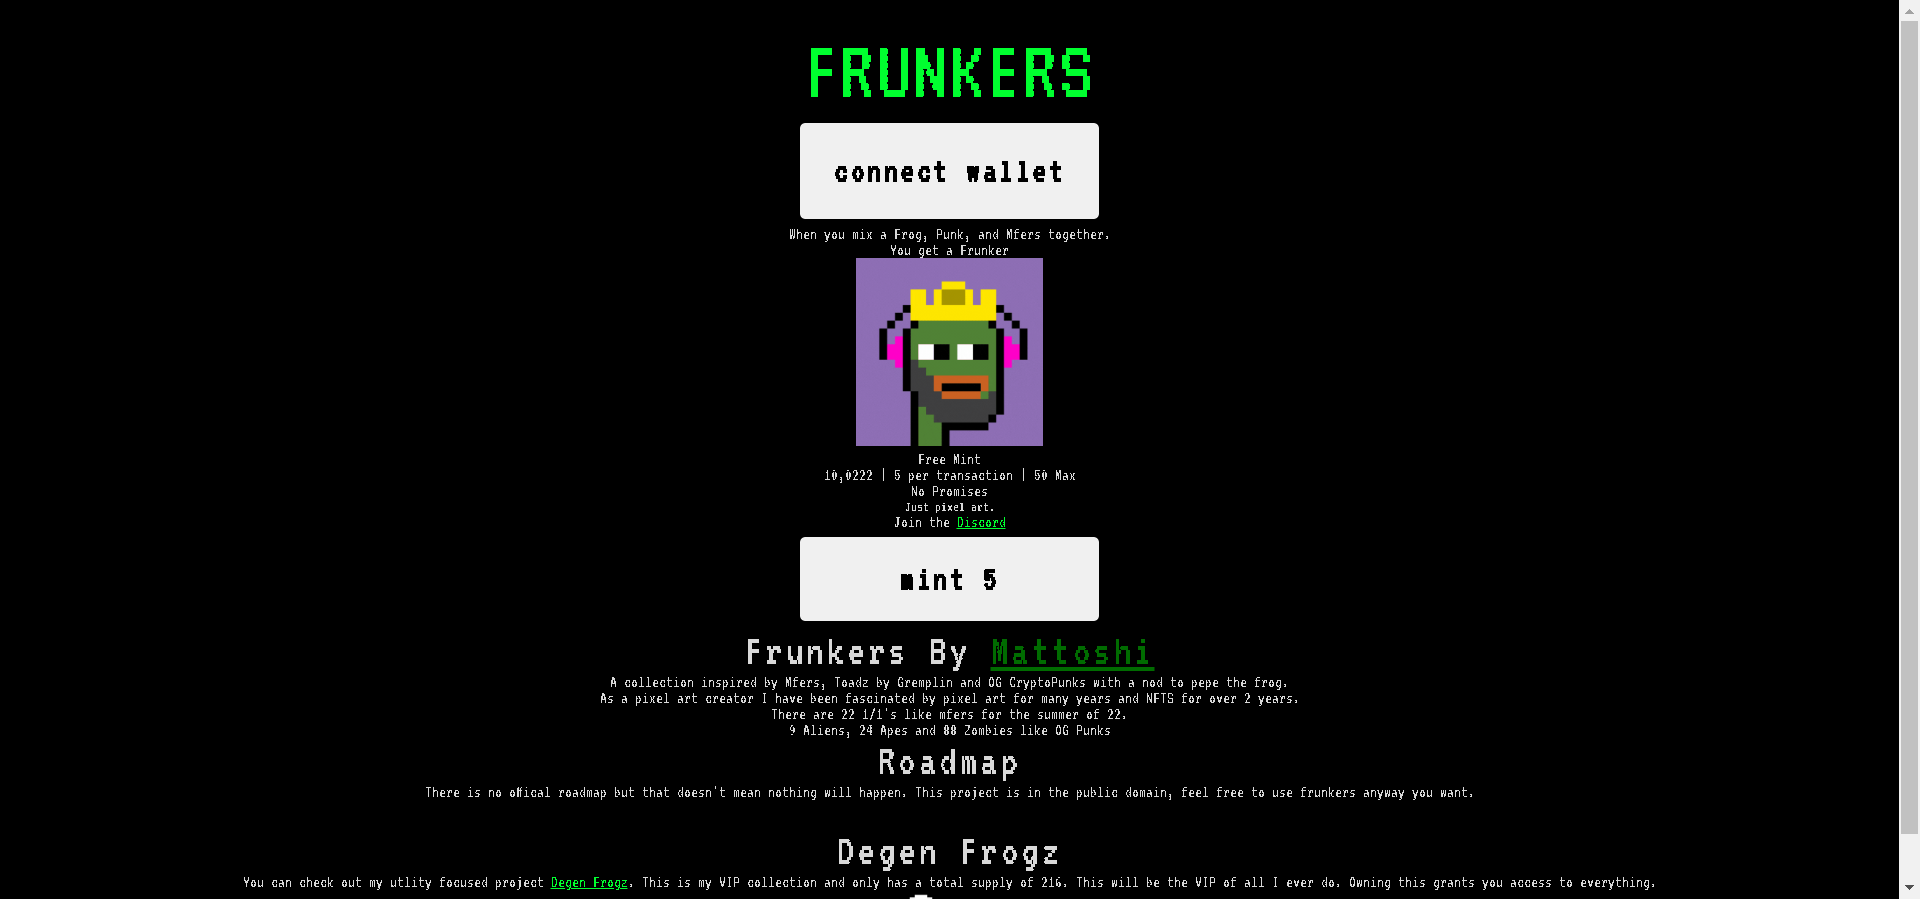 FRUNKERS
connect wallet
When you mix a Frog, Punk, and Mfers together.
You get a Frunker
Free Mint
10,0222 | 5 per transaction | 50 Max
No Promises
Just pixel art.
Join the Discord
mint 5
Frunkers By Mattoshi
A collection inspired by Mfers, Toadz by Gremplin and OG CryptoPunks with a nod to pepe the frog.
As a pixel art creator I have been fascinated by pixel art for many years and NFTS for over 2 years.
There are 22 1/1's like mfers for the summer of 22.
9 Aliens, 24 Apes and 88 Zombies like OG Punks
Roadmap
There is no offical roadmap but that doesn't mean nothing will happen. This project is in the public domain, feel free to use frunkers anyway you want.
Degen Frogz
You can check out my utlity focused project Degen Frogz. This is my VIP collection and only has a total supply of 216. This will be the VIP of all I ever do. Owning this grants you access to everything.